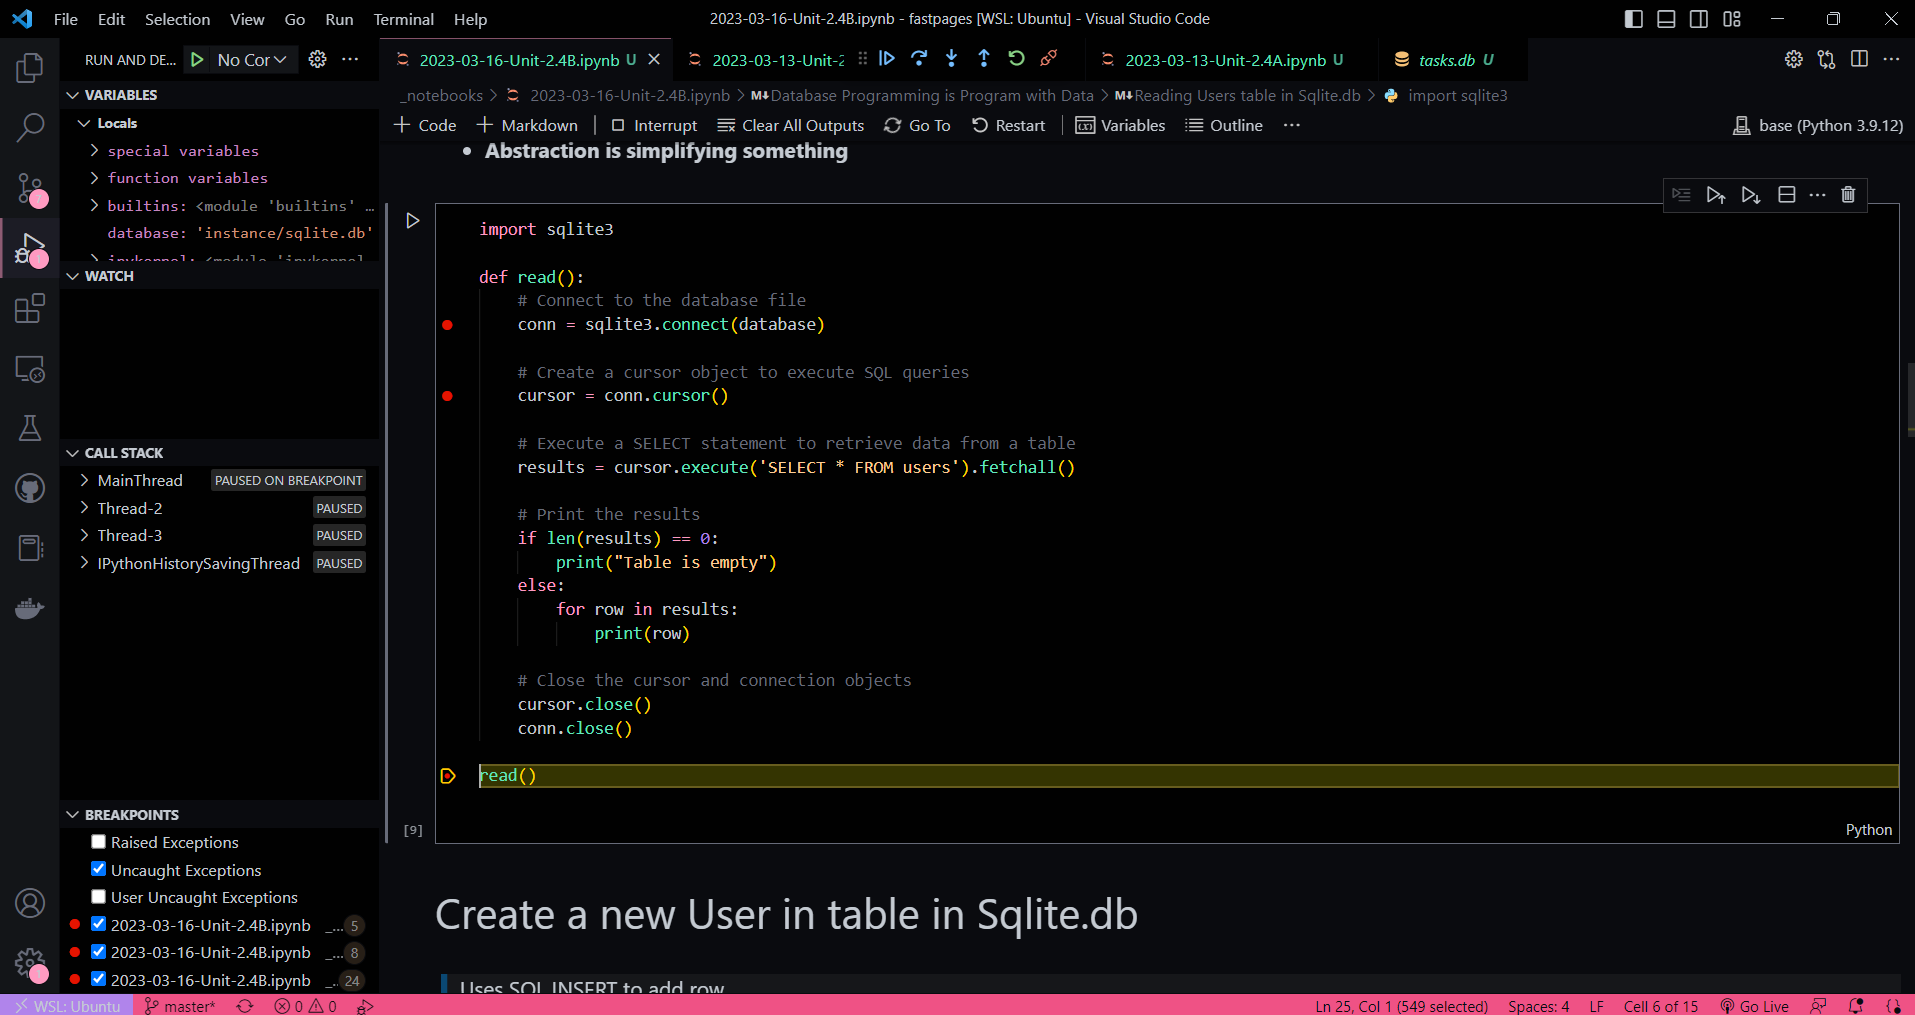 File Edit Selection View Go Run Terminal Help
2023-03-16-Unit-2.4B.ipynb - fastpages [WSL: Ubuntu] - Visual Studio Code
RUN AND DE... No Cor
2023-03-16-Unit-2.4B.ipynb U
2023-03-13-Unit-2
2023-03-13-Unit-2.4A.ipynb U
tasks.db U
_notebooks > 2023-03-16-Unit-2.4B.ipynb > M↓Database Programming is Program with Data > M↓Reading Users table in Sqlite.db > import sqlite3
+ Code + Markdown Interrupt Clear All Outputs Go To Restart Variables Outline ...
base (Python 3.9.12)
VARIABLES
Locals
special variables
function variables
builtins: <module 'builtins' ...
database: 'instance/sqlite.db'
ipykernel: <module 'ipykernel
WATCH
CALL STACK
MainThread PAUSED ON BREAKPOINT
Thread-2 PAUSED
Thread-3 PAUSED
IPythonHistorySavingThread PAUSED
BREAKPOINTS
Raised Exceptions
Uncaught Exceptions
User Uncaught Exceptions
2023-03-16-Unit-2.4B.ipynb _... 5
2023-03-16-Unit-2.4B.ipynb _... 8
2023-03-16-Unit-2.4B.ipynb _... 24
• Abstraction is simplifying something
import sqlite3
def read():
# Connect to the database file
conn = sqlite3.connect(database)
# Create a cursor object to execute SQL queries
cursor = conn.cursor()
# Execute a SELECT statement to retrieve data from a table
results = cursor.execute('SELECT * FROM users').fetchall()
# Print the results
if len(results) == 0:
print("Table is empty")
else:
for row in results:
print(row)
# Close the cursor and connection objects
cursor.close()
conn.close()
read()
[9]
Python
Create a new User in table in Sqlite.db
Uses SQL INSERT to add row
WSL: Ubuntu master* 0 0
Ln 25, Col 1 (549 selected) Spaces: 4 LF Cell 6 of 15 Go Live